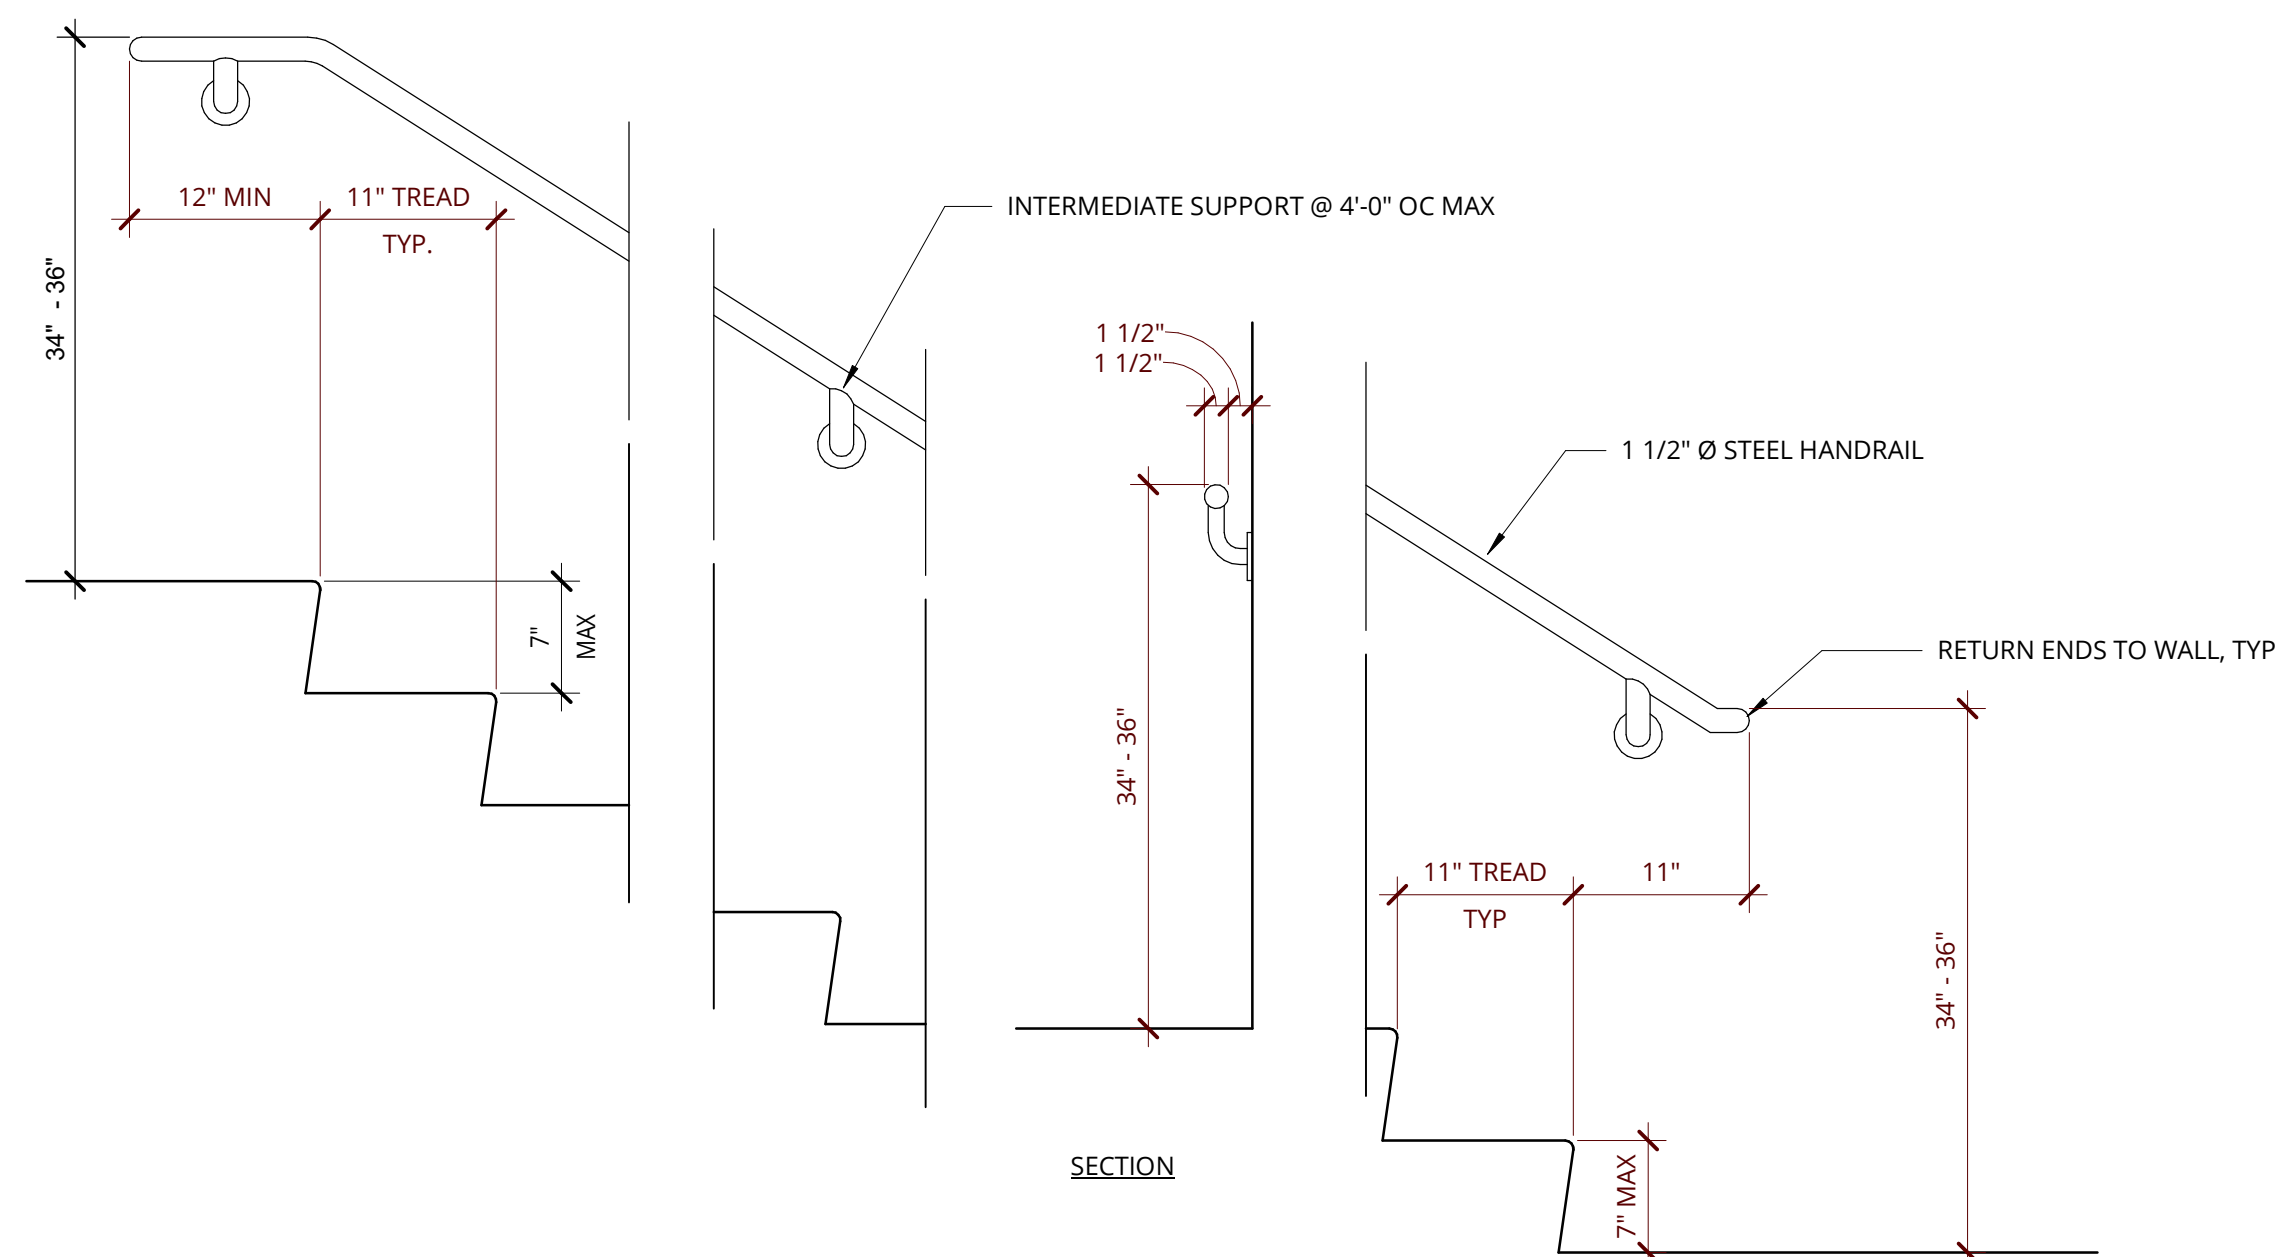 12" MIN
11" TREAD
TYP.
34" - 36"
7"
MAX
INTERMEDIATE SUPPORT @ 4'-0" OC MAX
1 1/2"
1 1/2"
34" - 36"
SECTION
1 1/2" Ø STEEL HANDRAIL
RETURN ENDS TO WALL, TYP
11" TREAD
TYP
11"
34" - 36"
7" MAX